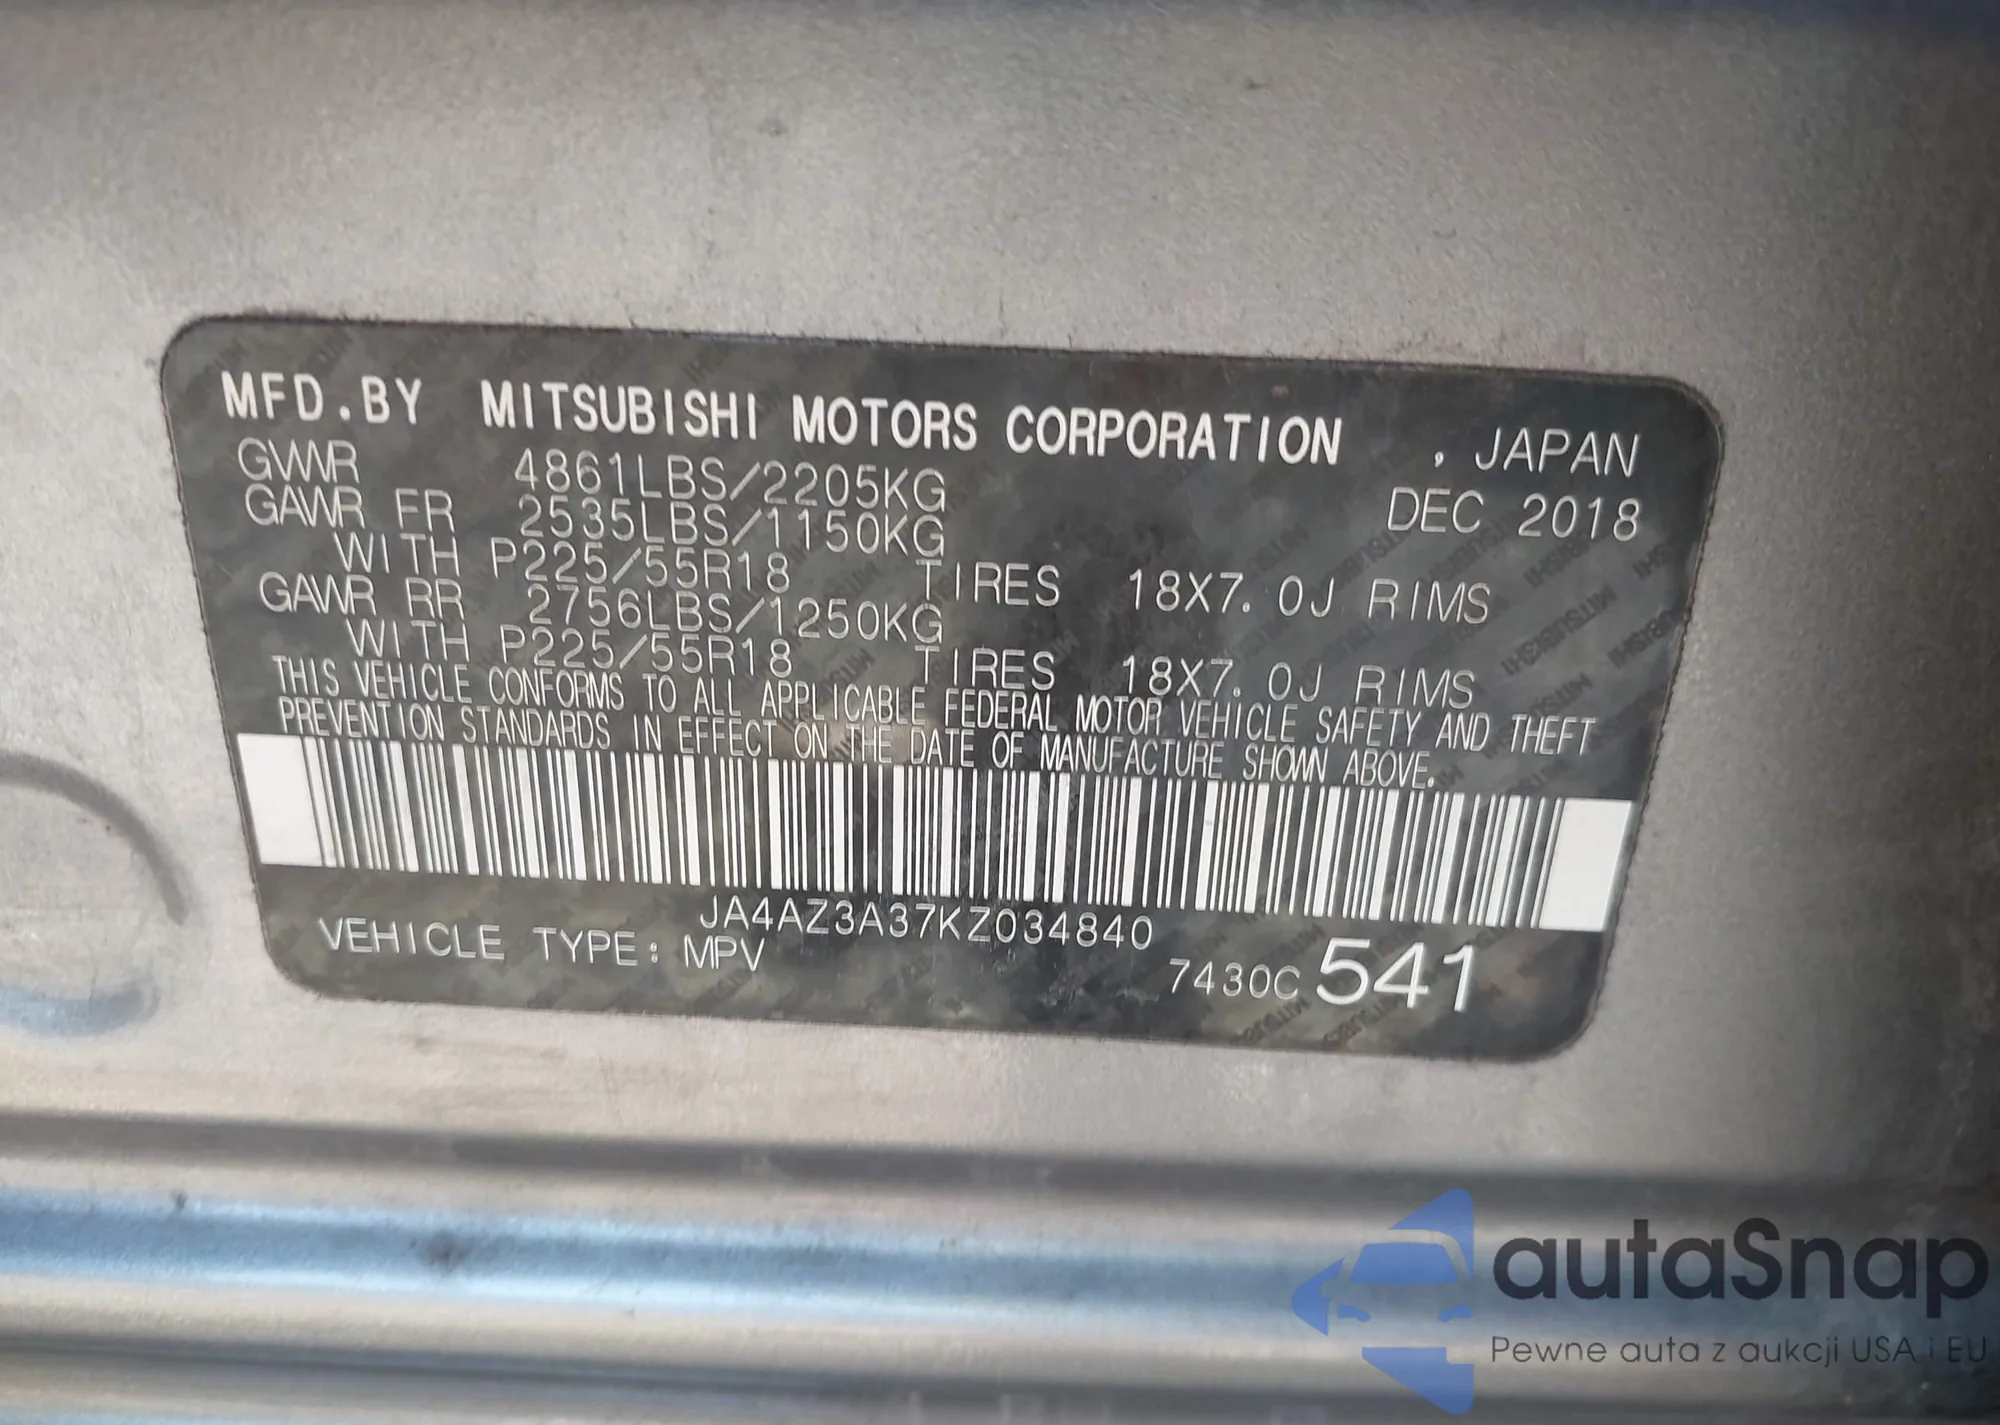 MFD.BY MITSUBISHI MOTORS CORPORATION , JAPAN
GVWR 4861LBS/2205KG DEC 2018
GAWR FR 2535LBS/1150KG
WITH P225/55R18 TIRES 18X7.0J RIMS
GAWR RR 2756LBS/1250KG
WITH P225/55R18 TIRES 18X7.0J RIMS
THIS VEHICLE CONFORMS TO ALL APPLICABLE FEDERAL MOTOR VEHICLE SAFETY AND THEFT
PREVENTION STANDARDS IN EFFECT ON THE DATE OF MANUFACTURE SHOWN ABOVE.
JA4AZ3A37KZ034840
VEHICLE TYPE: MPV 7430C 541
autaSnap
Pewne auta z aukcji USA i EU